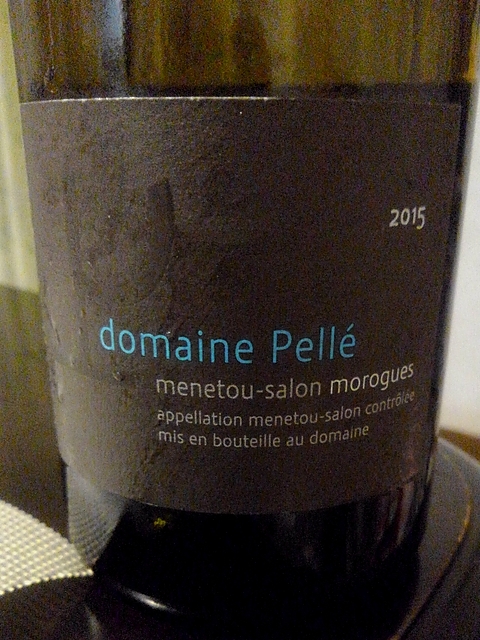 2015
domaine Pellé
menetou-salon morogues
appellation menetou-salon contrôlée
mis en bouteille au domaine